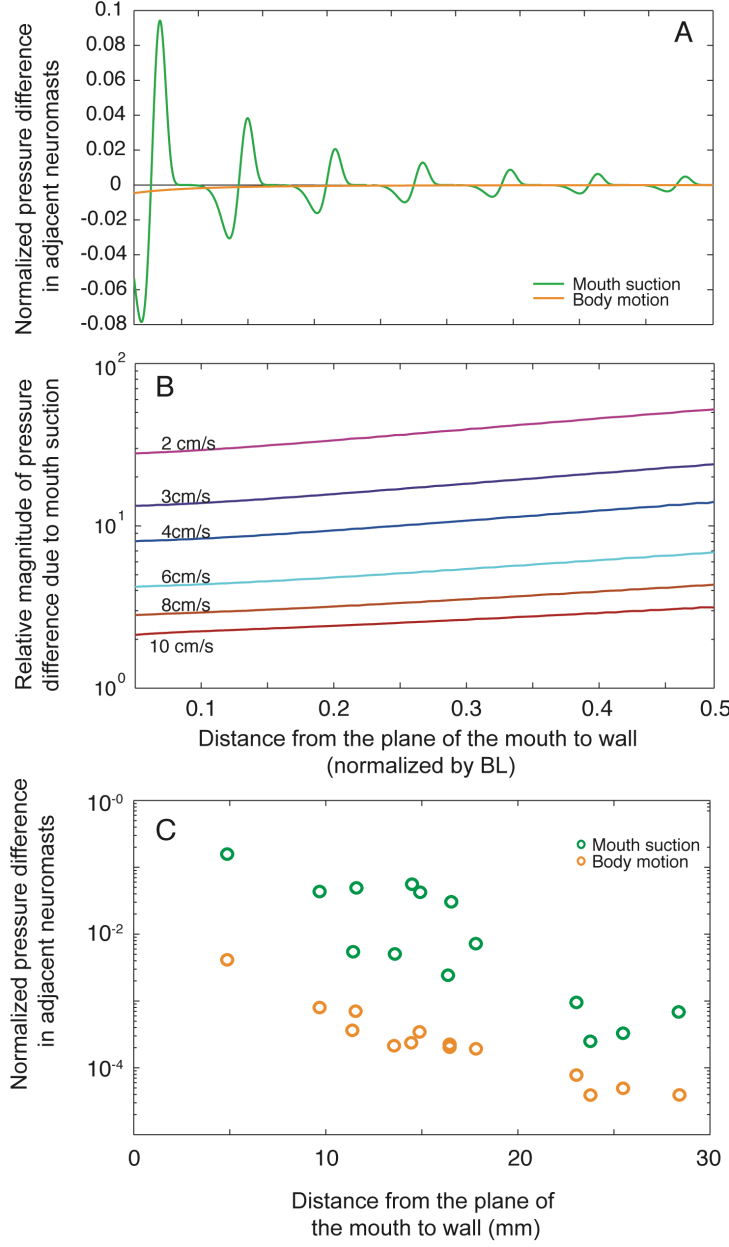 A
Normalized pressure difference
in adjacent neuromasts
0.1
0.08
0.06
0.04
0.02
0
-0.02
-0.04
-0.06
-0.08
Mouth suction
Body motion
B
Relative magnitude of pressure
difference due to mouth suction
10^2
10^1
10^0
2 cm/s
3cm/s
4cm/s
6cm/s
8cm/s
10 cm/s
0.1
0.2
0.3
0.4
0.5
Distance from the plane of the mouth to wall
(normalized by BL)
C
Normalized pressure difference
in adjacent neuromasts
10^-0
10^-2
10^-4
Mouth suction
Body motion
0
10
20
30
Distance from the plane of
the mouth to wall (mm)